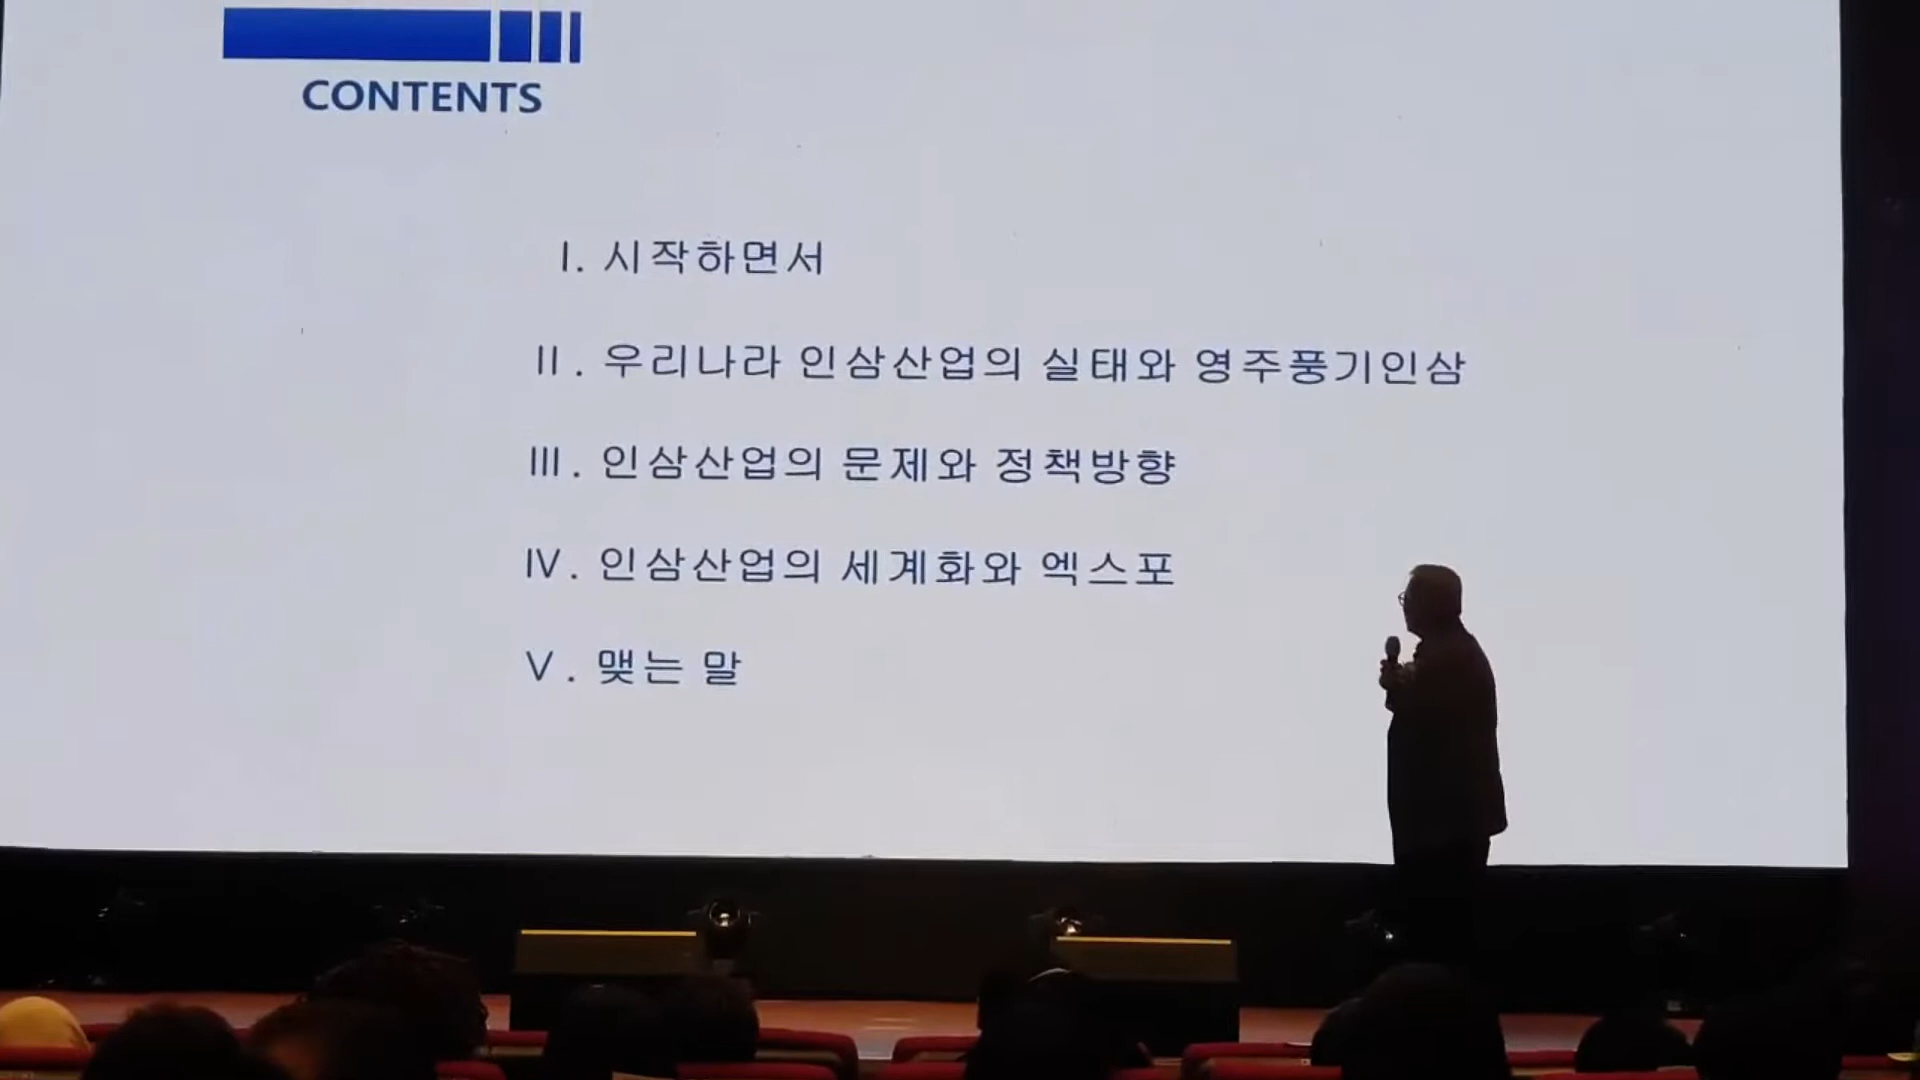 CONTENTS
I. 시작하면서
II. 우리나라 인삼산업의 실태와 영주풍기인삼
III. 인삼산업의 문제와 정책방향
IV. 인삼산업의 세계화와 엑스포
V. 맺는 말